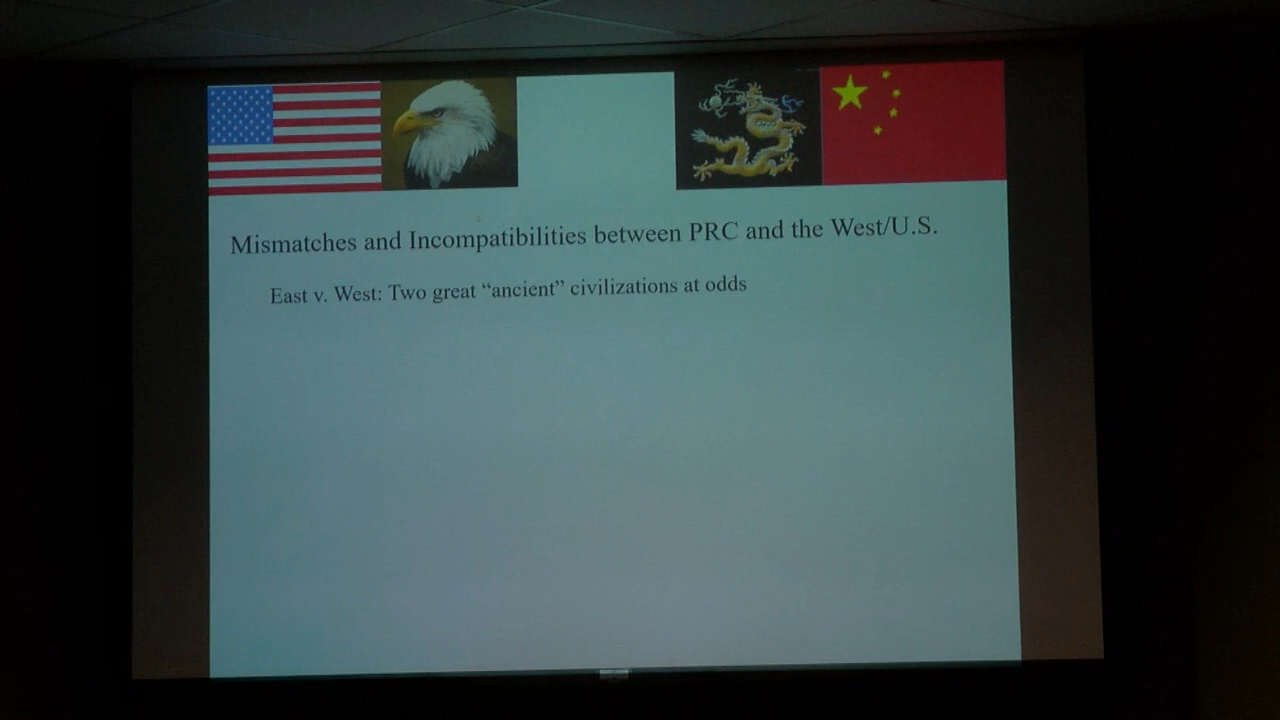 Mismatches and Incompatibilities between PRC and the West/U.S.
East v. West: Two great “ancient” civilizations at odds